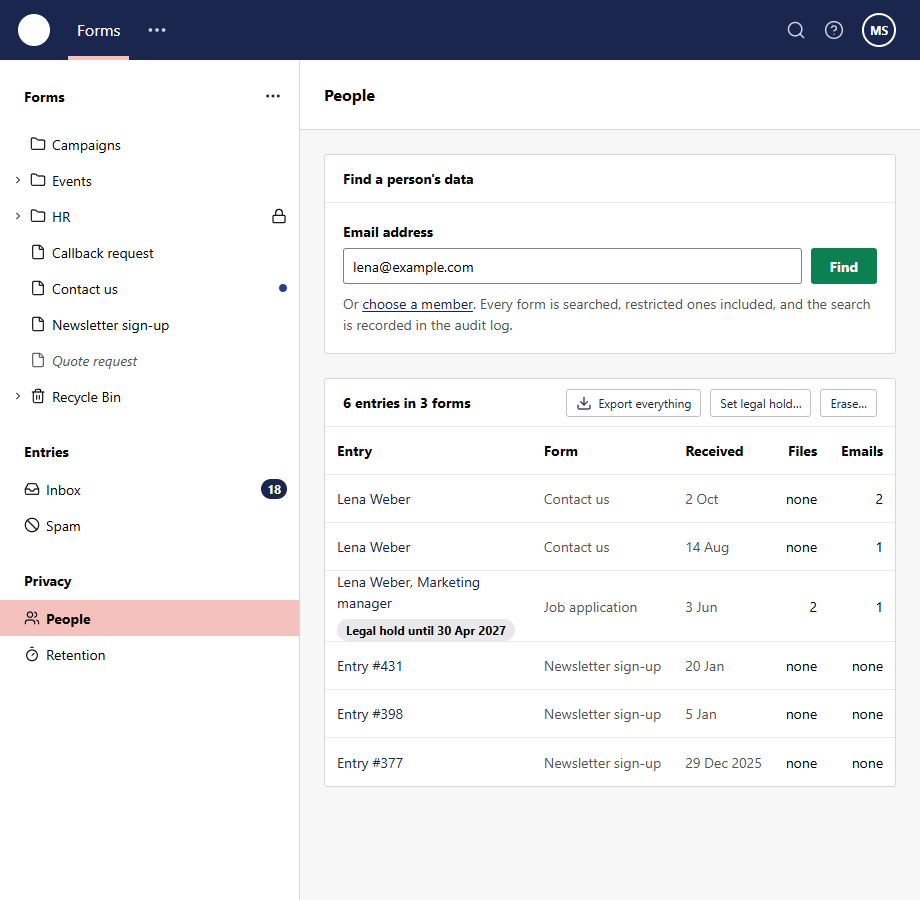 Forms
MS
Forms
Campaigns
Events
HR
Callback request
Contact us
Newsletter sign-up
Quote request
Recycle Bin
Entries
Inbox 18
Spam
Privacy
People
Retention
People
Find a person's data
Email address
lena@example.com Find
Or choose a member. Every form is searched, restricted ones included, and the search
is recorded in the audit log.
6 entries in 3 forms Export everything Set legal hold... Erase...
Entry Form Received Files Emails
Lena Weber Contact us 2 Oct none 2
Lena Weber Contact us 14 Aug none 1
Lena Weber, Marketing
manager
Job application 3 Jun 2 1
Legal hold until 30 Apr 2027
Entry #431 Newsletter sign-up 20 Jan none none
Entry #398 Newsletter sign-up 5 Jan none none
Entry #377 Newsletter sign-up 29 Dec 2025 none none